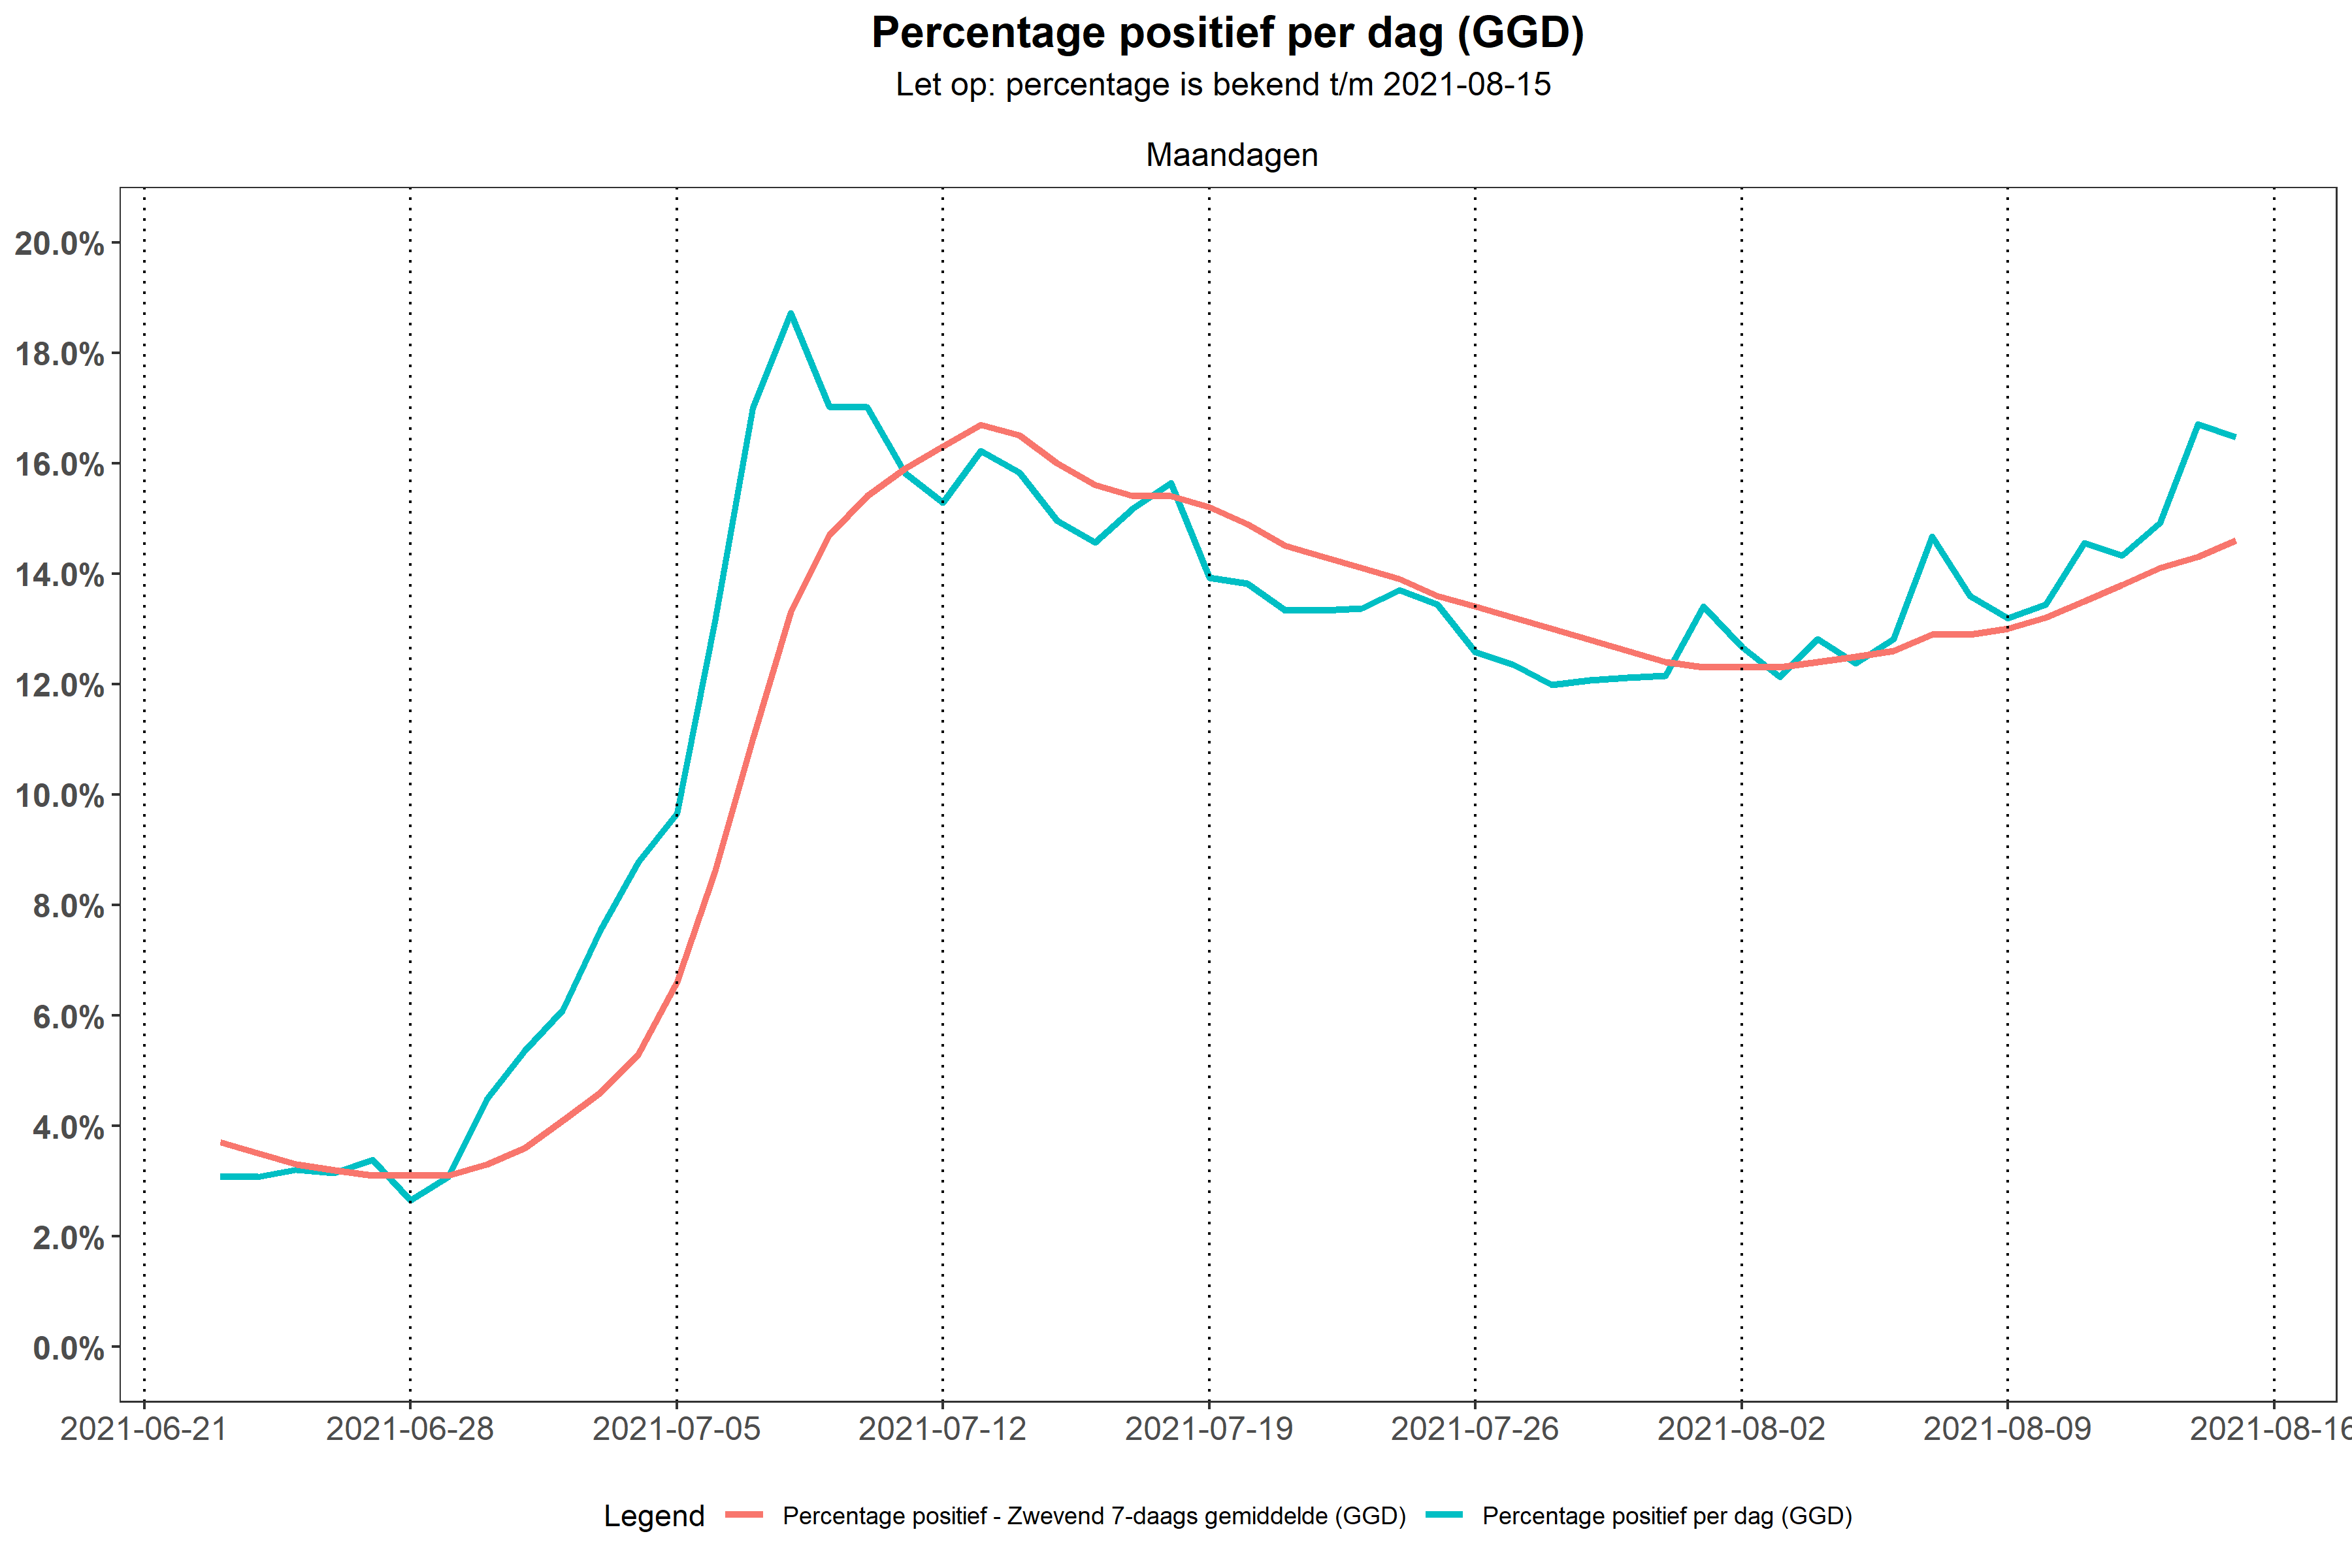 Percentage positief per dag (GGD)
Let op: percentage is bekend t/m 2021-08-15
Maandagen
20.0%
18.0%
16.0%
14.0%
12.0%
10.0%
8.0%
6.0%
4.0%
2.0%
0.0%
2021-06-21 2021-06-28 2021-07-05 2021-07-12 2021-07-19 2021-07-26 2021-08-02 2021-08-09 2021-08-16
Legend Percentage positief - Zwevend 7-daags gemiddelde (GGD) Percentage positief per dag (GGD)